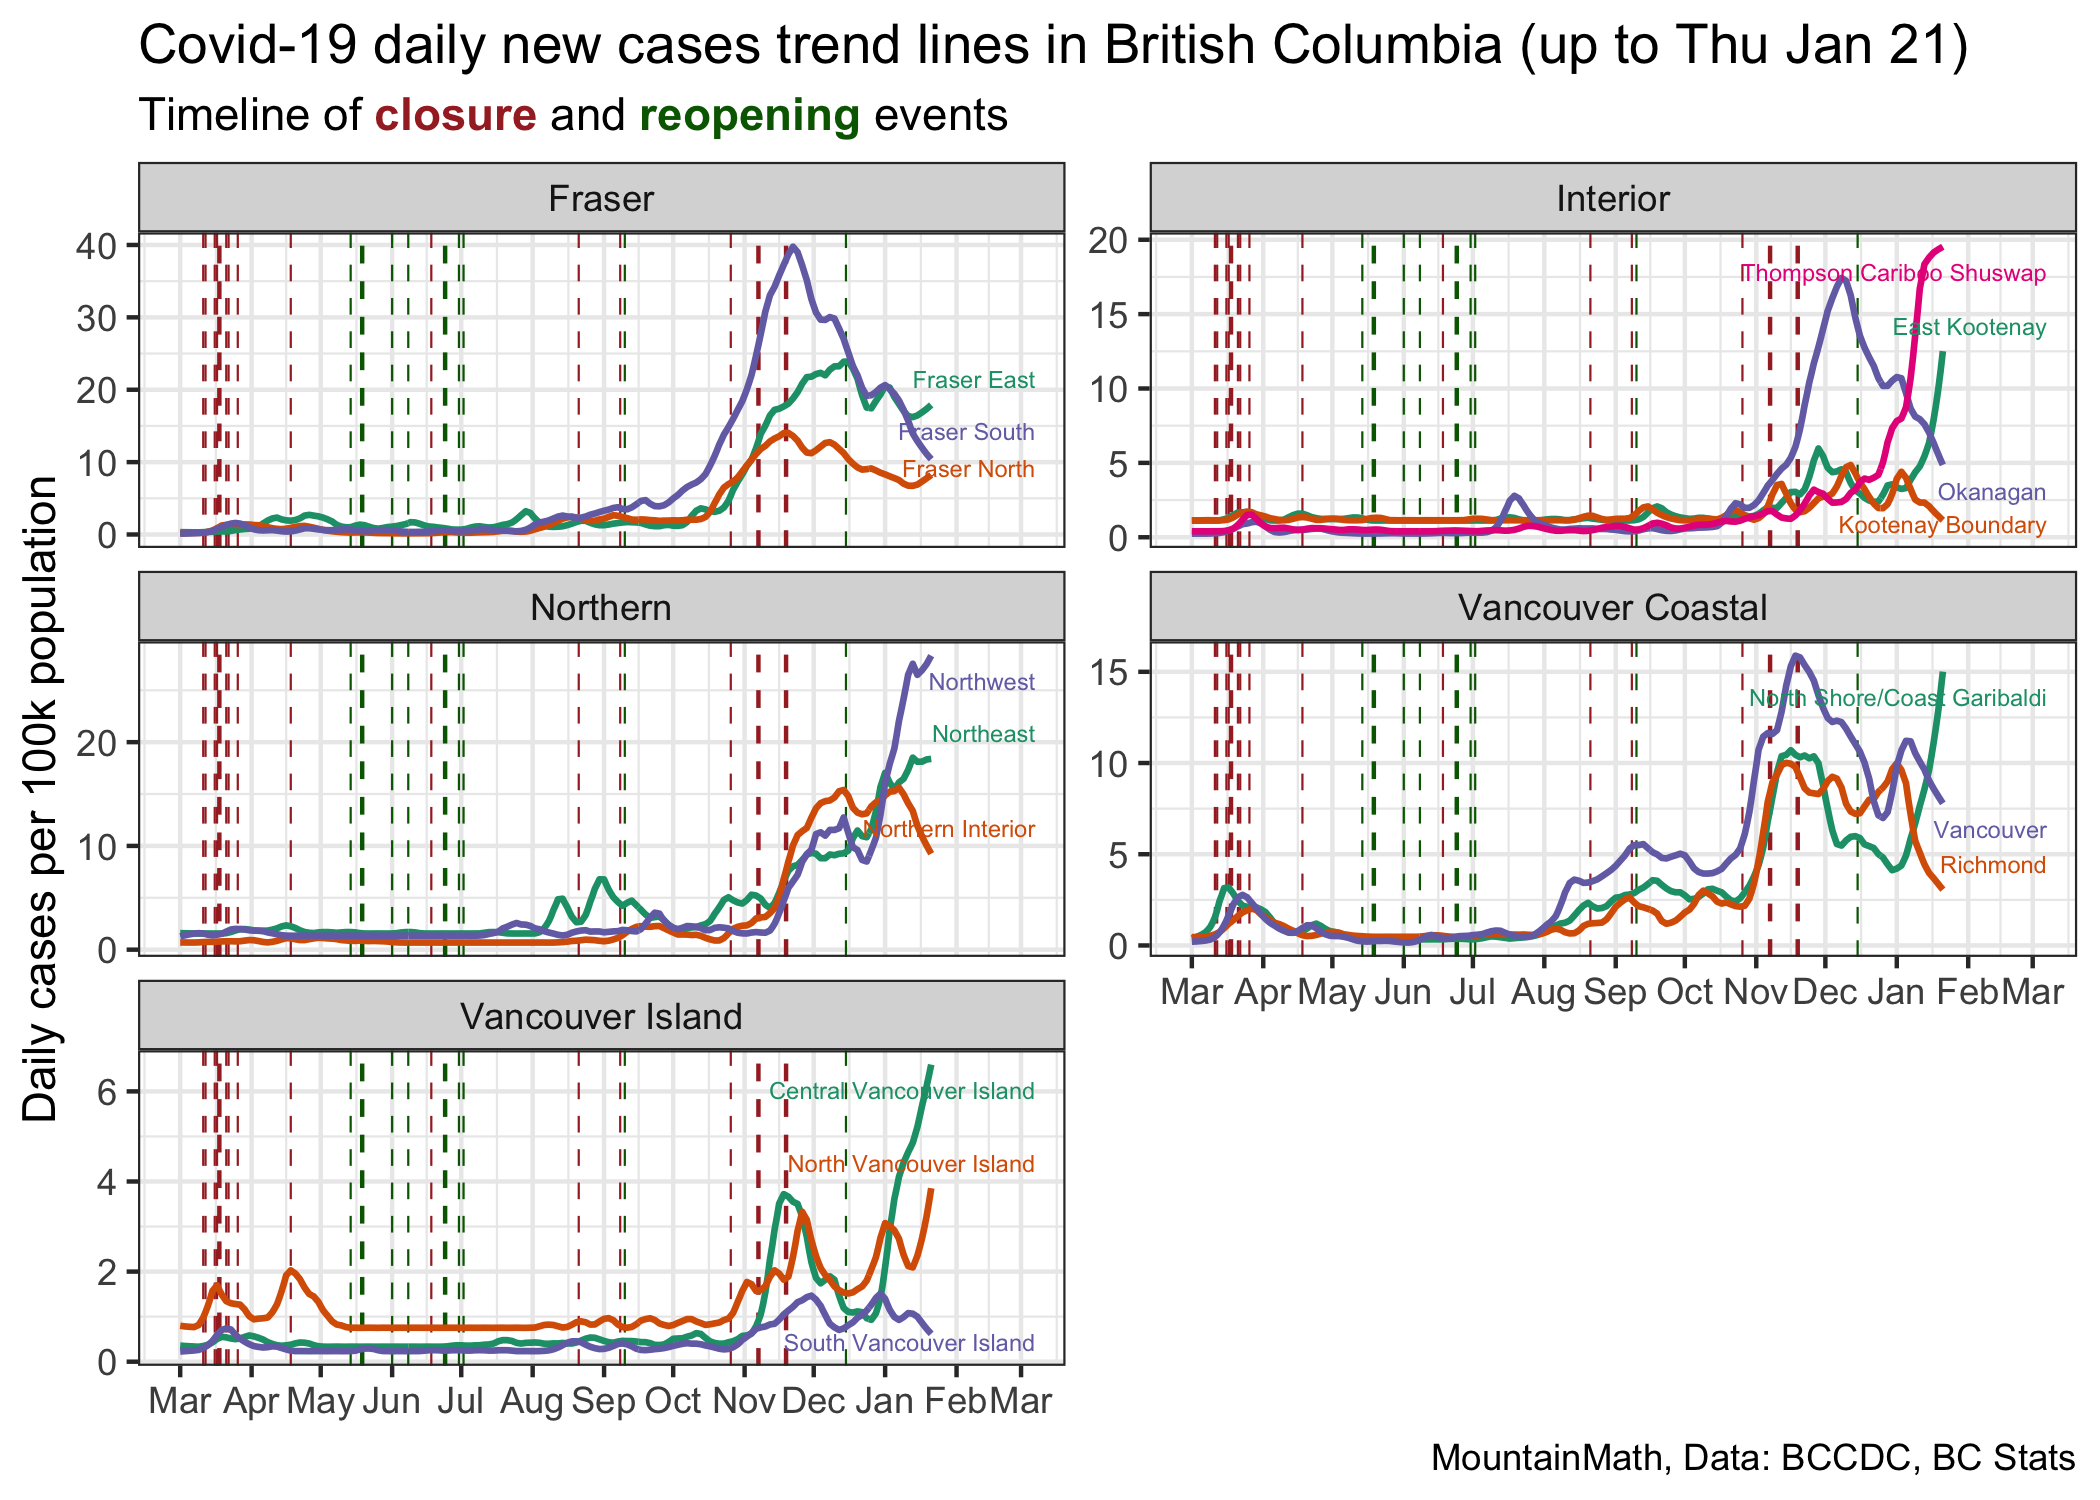 Covid-19 daily new cases trend lines in British Columbia (up to Thu Jan 21)
Timeline of closure and reopening events
Daily cases per 100k population
Fraser
40
30
20
10
0
Fraser East
Fraser South
Fraser North
Interior
20
15
10
5
0
Thompson Cariboo Shuswap
East Kootenay
Okanagan
Kootenay Boundary
Northern
20
10
0
Northwest
Northeast
Northern Interior
Vancouver Coastal
15
10
5
0
North Shore/Coast Garibaldi
Vancouver
Richmond
Mar Apr May Jun Jul Aug Sep Oct Nov Dec Jan Feb Mar
Vancouver Island
6
4
2
0
Central Vancouver Island
North Vancouver Island
South Vancouver Island
Mar Apr May Jun Jul Aug Sep Oct Nov Dec Jan Feb Mar
MountainMath, Data: BCCDC, BC Stats